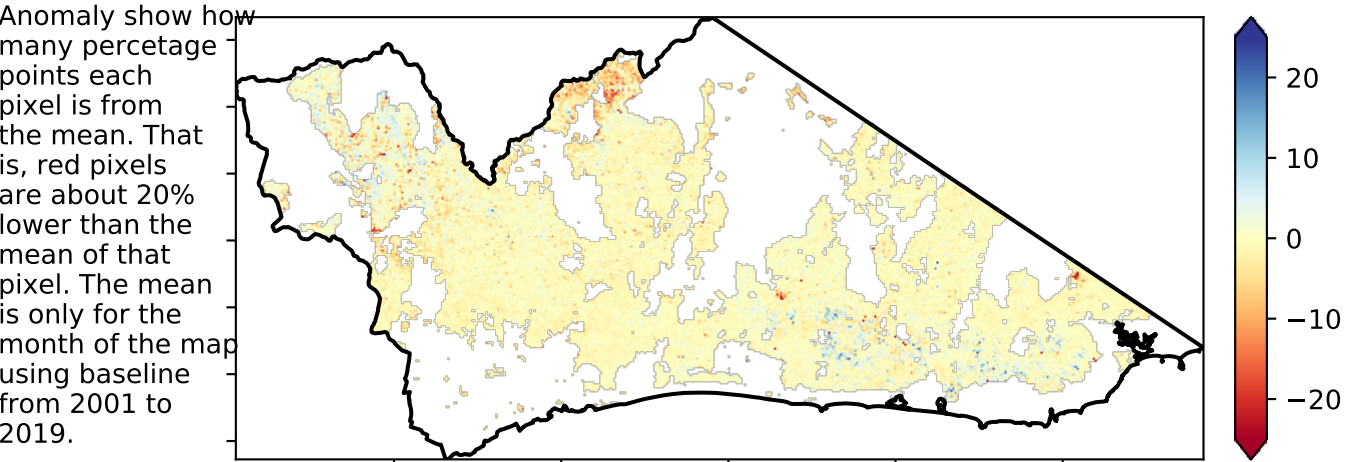 Anomaly show how
many percetage
points each
pixel is from
the mean. That
is, red pixels
are about 20%
lower than the
mean of that
pixel. The mean
is only for the
month of the map
using baseline
from 2001 to
2019.
20
10
0
−10
−20